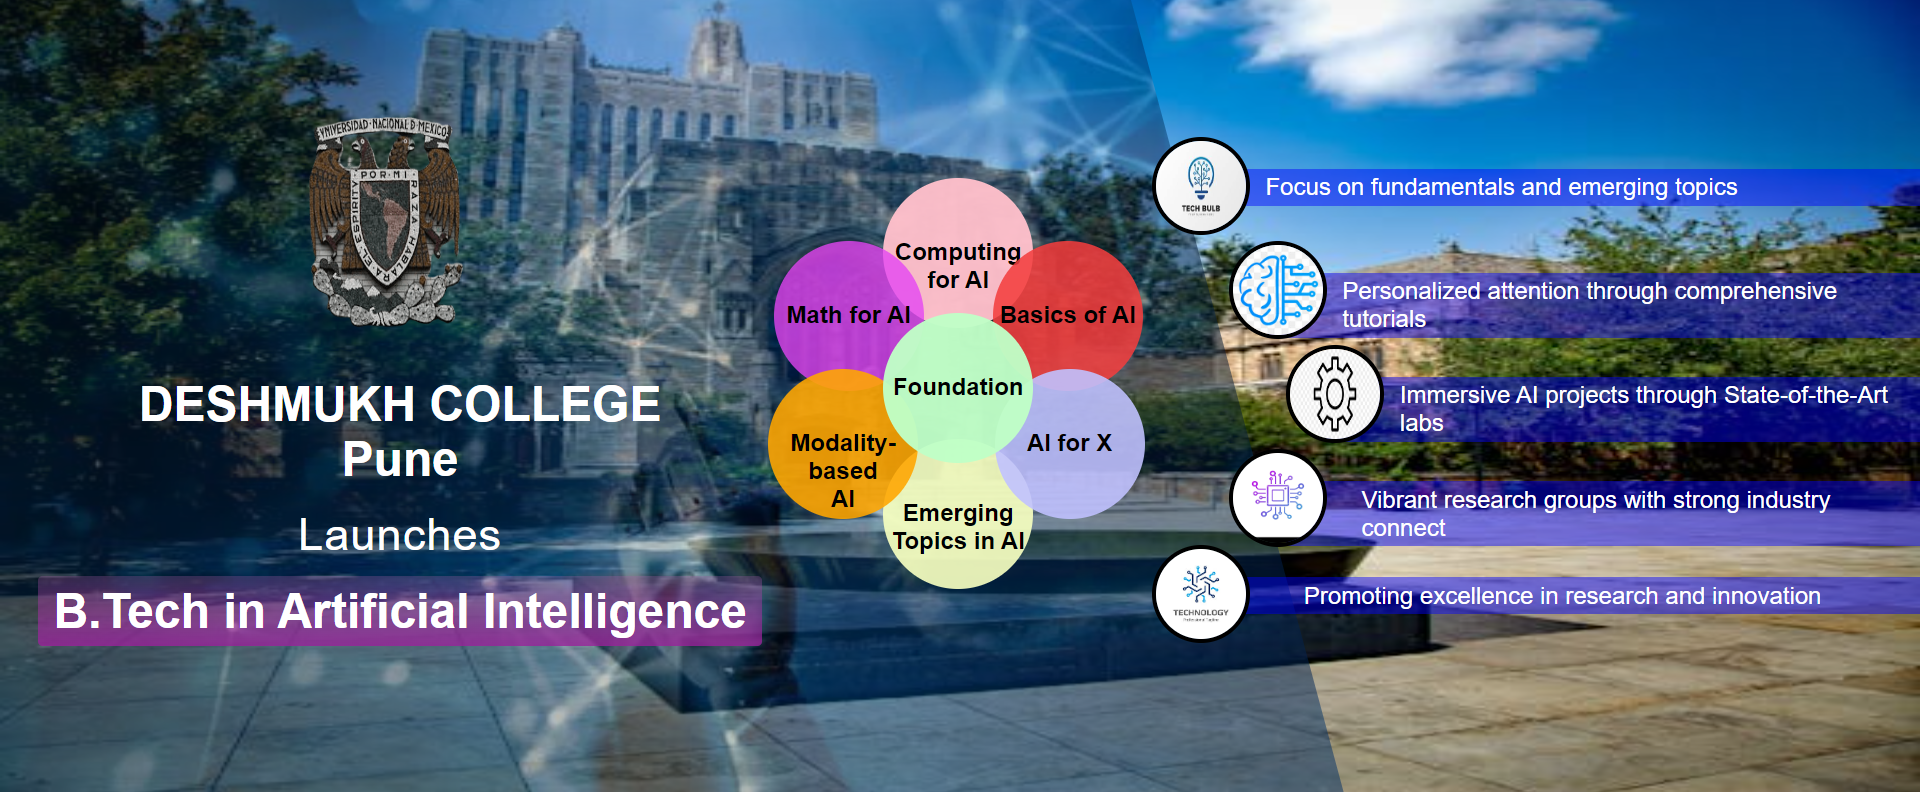 VNIVERSIDAD·NACIONAL D MEXICO
POR·MI
RAZA HABLARA
EL ESPIRITV
DESHMUKH COLLEGE
Pune
Launches
B.Tech in Artificial Intelligence
Computing
for AI
Math for AI
Basics of AI
Foundation
Modality-
based
AI
AI for X
Emerging
Topics in AI
TECH BULB
Focus on fundamentals and emerging topics
Personalized attention through comprehensive
tutorials
Immersive AI projects through State-of-the-Art
labs
Vibrant research groups with strong industry
connect
TECHNOLOGY
Promoting excellence in research and innovation